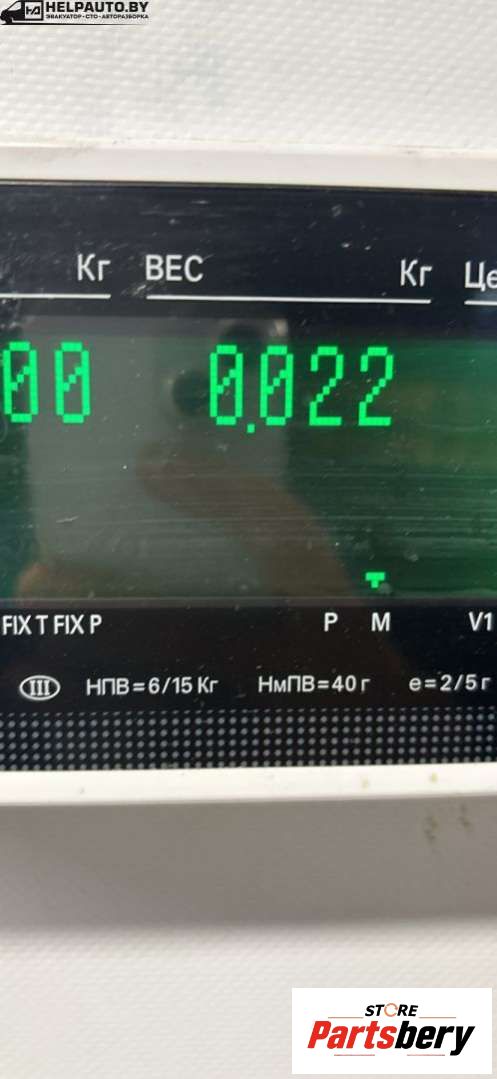 HELPAUTO.BY
ЭВАКУАТОР-СТО-АВТОРАЗБОРКА
Кг ВЕС Кг Це
00 0.022
FIX T FIX P P M V1
III НПВ=6/15 Кг НмПВ=40 г e=2/5 г
STORE
Partsbery